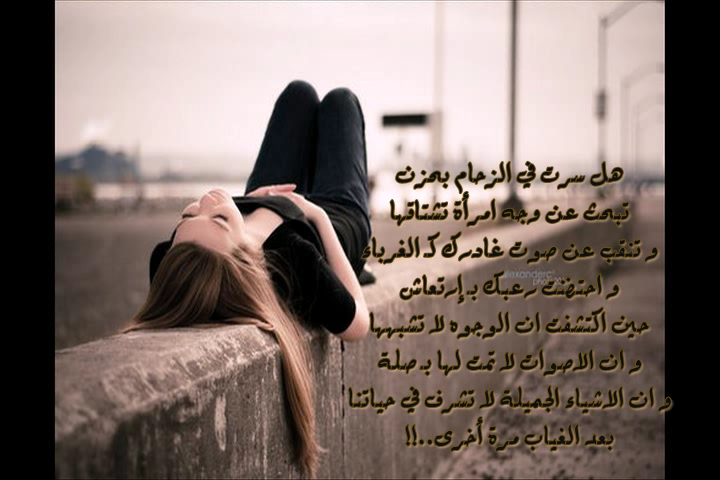 هل سرت في الزحام بحزن
تبحث عن وجه امرأة تشتاقها
و تنقب عن صوت غادرك كـ الغرباء
و احتضنت رعبك بـ إرتعاش
حين اكتشفت ان الوجوه لا تشبهها
و ان الاصوات لا تمت لها بـ صلة
و ان الاشياء الجميلة لا تشرق في حياتنا
بعد الغياب مرة أخرى..!!